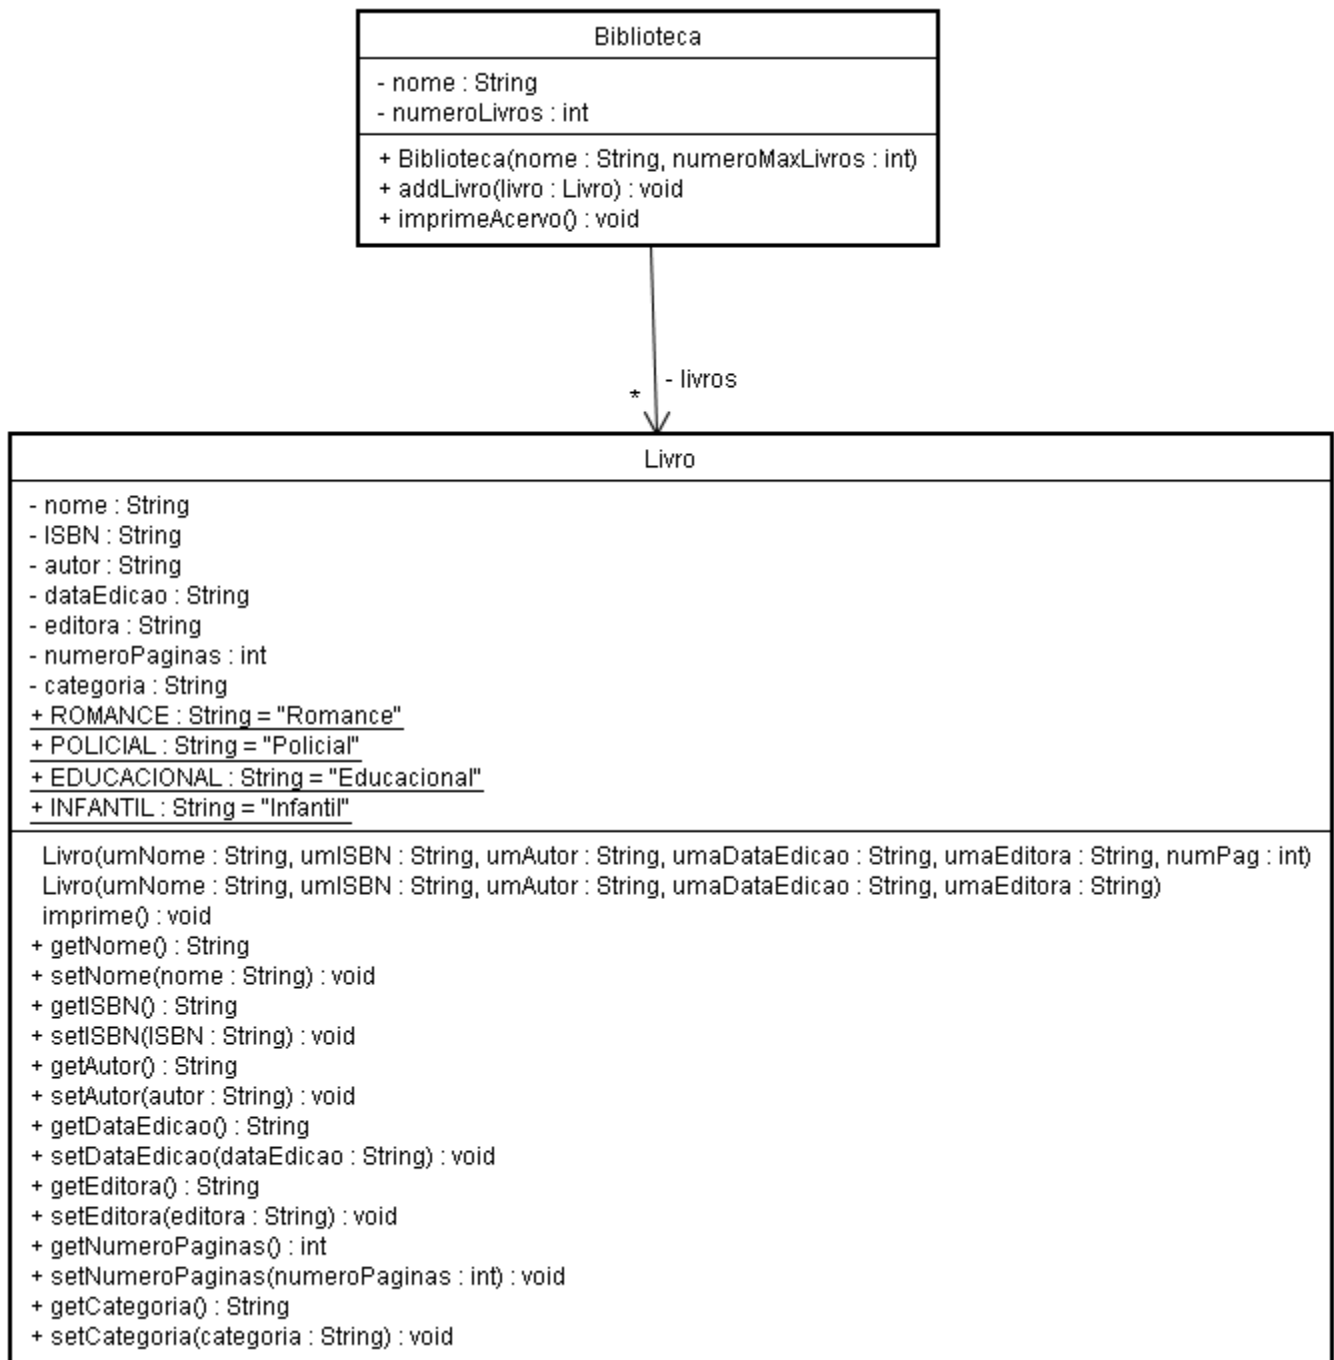 Biblioteca
- nome : String
- numeroLivros : int
+ Biblioteca(nome : String, numeroMaxLivros : int)
+ addLivro(livro : Livro) : void
+ imprimeAcervo() : void
- livros
*
Livro
- nome : String
- ISBN : String
- autor : String
- dataEdicao : String
- editora : String
- numeroPaginas : int
- categoria : String
+ ROMANCE : String = "Romance"
+ POLICIAL : String = "Policial"
+ EDUCACIONAL : String = "Educacional"
+ INFANTIL : String = "Infantil"
Livro(umNome : String, umISBN : String, umAutor : String, umaDataEdicao : String, umaEditora : String, numPag : int)
Livro(umNome : String, umISBN : String, umAutor : String, umaDataEdicao : String, umaEditora : String)
imprime() : void
+ getNome() : String
+ setNome(nome : String) : void
+ getISBN() : String
+ setISBN(ISBN : String) : void
+ getAutor() : String
+ setAutor(autor : String) : void
+ getDataEdicao() : String
+ setDataEdicao(dataEdicao : String) : void
+ getEditora() : String
+ setEditora(editora : String) : void
+ getNumeroPaginas() : int
+ setNumeroPaginas(numeroPaginas : int) : void
+ getCategoria() : String
+ setCategoria(categoria : String) : void